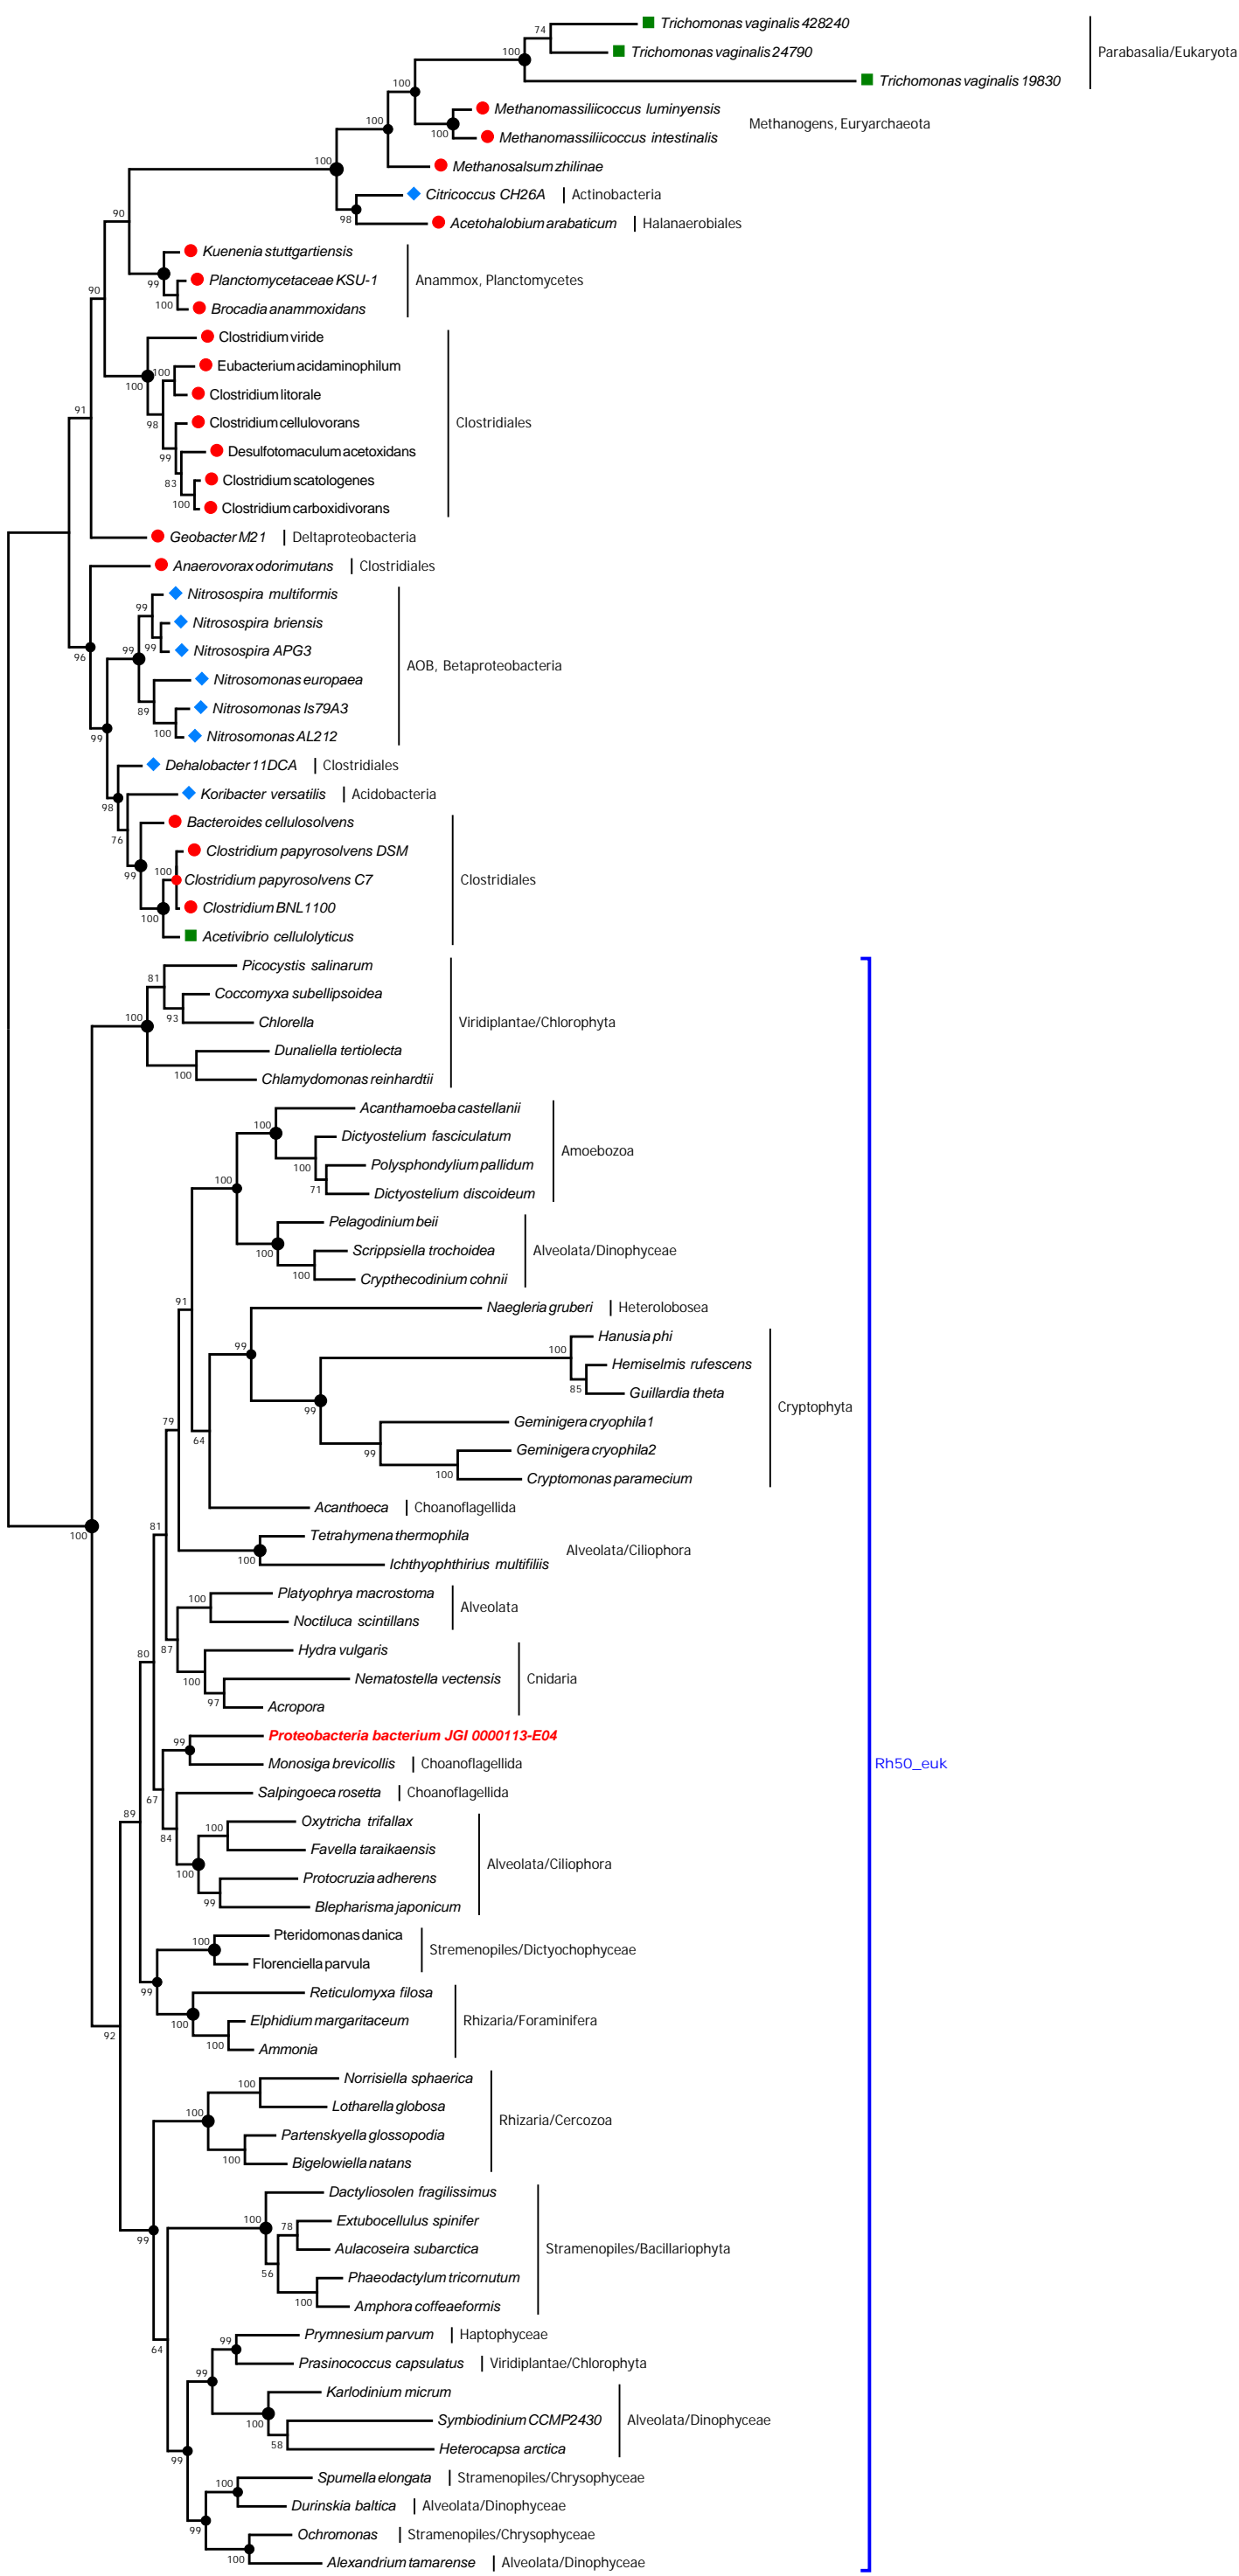 74
Trichomonas vaginalis 428240
100
Trichomonas vaginalis 24790
Parabasalia/Eukaryota
Trichomonas vaginalis 19830
100
Methanomassiliicoccus luminyensis
100
100
Methanomassiliicoccus intestinalis
Methanogens, Euryarchaeota
100
Methanosalsum zhilinae
Citricoccus CH26A
Actinobacteria
98
Acetohalobium arabaticum
Halanaerobiales
90
Kuenenia stuttgartiensis
99
Planctomycetaceae KSU-1
Anammox, Planctomycetes
100
Brocadia anammoxidans
90
Clostridium viride
100
100
Eubacterium acidaminophilum
Clostridium litorale
98
Clostridium cellulovorans
Clostridiales
99
Desulfotomaculum acetoxidans
83
Clostridium scatologenes
100
Clostridium carboxidivorans
91
Geobacter M21
Deltaproteobacteria
Anaerovorax odorimutans
Clostridiales
96
99
Nitrosospira multiformis
Nitrosospira briensis
99
99
Nitrosospira APG3
AOB, Betaproteobacteria
Nitrosomonas europaea
89
Nitrosomonas Is79A3
100
Nitrosomonas AL212
99
Dehalobacter 11DCA
Clostridiales
98
Koribacter versatilis
Acidobacteria
76
Bacteroides cellulosolvens
99
Clostridium papyrosolvens DSM
100
Clostridium papyrosolvens C7
Clostridiales
100
Clostridium BNL1100
Acetivibrio cellulolyticus
81
Picocystis salinarum
100
Coccomyxa subellipsoidea
93
Chlorella
Viridiplantae/Chlorophyta
Dunaliella tertiolecta
100
Chlamydomonas reinhardtii
100
Acanthamoeba castellanii
Dictyostelium fasciculatum
Amoebozoa
100
Polysphondylium pallidum
71
Dictyostelium discoideum
100
Pelagodinium beii
100
Scrippsiella trochoidea
Alveolata/Dinophyceae
100
Crypthecodinium cohnii
91
Naegleria gruberi
Heterolobosea
99
100
Hanusia phi
Hemiselmis rufescens
85
Guillardia theta
Cryptophyta
99
Geminigera cryophila1
99
Geminigera cryophila2
100
Cryptomonas paramecium
79
64
Acanthoeca
Choanoflagellida
100
81
Tetrahymena thermophila
Alveolata/Ciliophora
100
Ichthyophthirius multifiliis
100
Platyophrya macrostoma
Alveolata
Noctiluca scintillans
80
87
Hydra vulgaris
100
Nematostella vectensis
Cnidaria
97
Acropora
99
Proteobacteria bacterium JGI 0000113-E04
Monosiga brevicollis
Choanoflagellida
Rh50_euk
67
Salpingoeca rosetta
Choanoflagellida
89
84
100
Oxytricha trifallax
Favella taraikaensis
Alveolata/Ciliophora
100
Protocruzia adherens
99
Blepharisma japonicum
100
Pteridomonas danica
Stremenopiles/Dictyochophyceae
Florenciella parvula
99
Reticulomyxa filosa
100
Elphidium margaritaceum
Rhizaria/Foraminifera
100
Ammonia
92
100
Norrisiella sphaerica
100
Lotharella globosa
Rhizaria/Cercozoa
Partenskyella glossopodia
100
Bigelowiella natans
99
Dactyliosolen fragilissimus
100
78
Extubocellulus spinifer
Aulacoseira subarctica
Stramenopiles/Bacillariophyta
56
Phaeodactylum tricornutum
100
Amphora coffeaeformis
64
99
Prymnesium parvum
Haptophyceae
99
Prasinococcus capsulatus
Viridiplantae/Chlorophyta
Karlodinium micrum
100
Symbiodinium CCMP2430
Alveolata/Dinophyceae
58
Heterocapsa arctica
99
100
Spumella elongata
Stramenopiles/Chrysophyceae
Durinskia baltica
Alveolata/Dinophyceae
99
Ochromonas
Stramenopiles/Chrysophyceae
100
Alexandrium tamarense
Alveolata/Dinophyceae